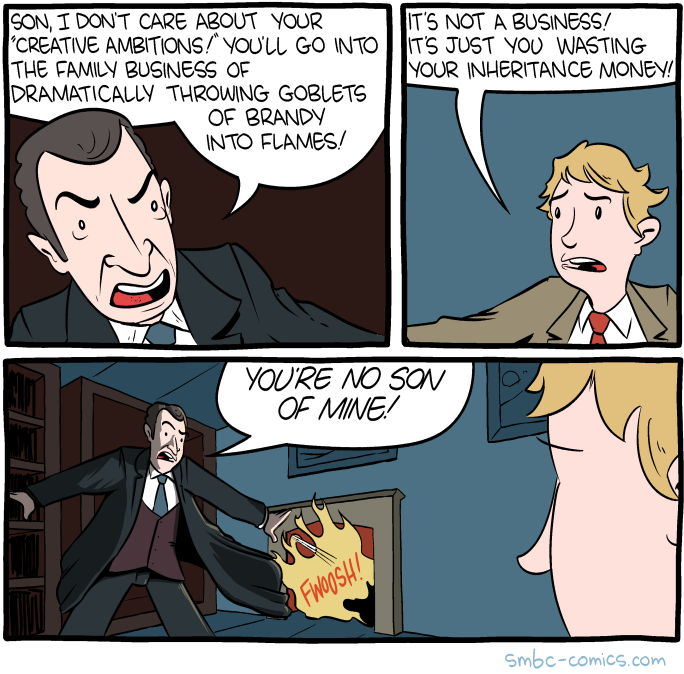 SON, I DON'T CARE ABOUT YOUR
"CREATIVE AMBITIONS!" YOU'LL GO INTO
THE FAMILY BUSINESS OF
DRAMATICALLY THROWING GOBLETS
OF BRANDY
INTO FLAMES!
IT'S NOT A BUSINESS!
IT'S JUST YOU WASTING
YOUR INHERITANCE MONEY!
YOU'RE NO SON
OF MINE!
FWOOSH!
smbc-comics.com